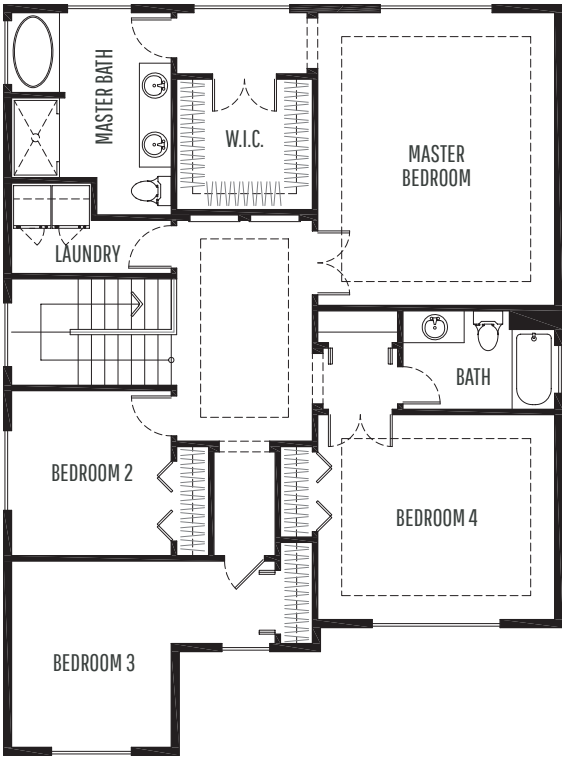 MASTER BATH
W.I.C.
MASTER
BEDROOM
LAUNDRY
BATH
BEDROOM 2
BEDROOM 4
BEDROOM 3